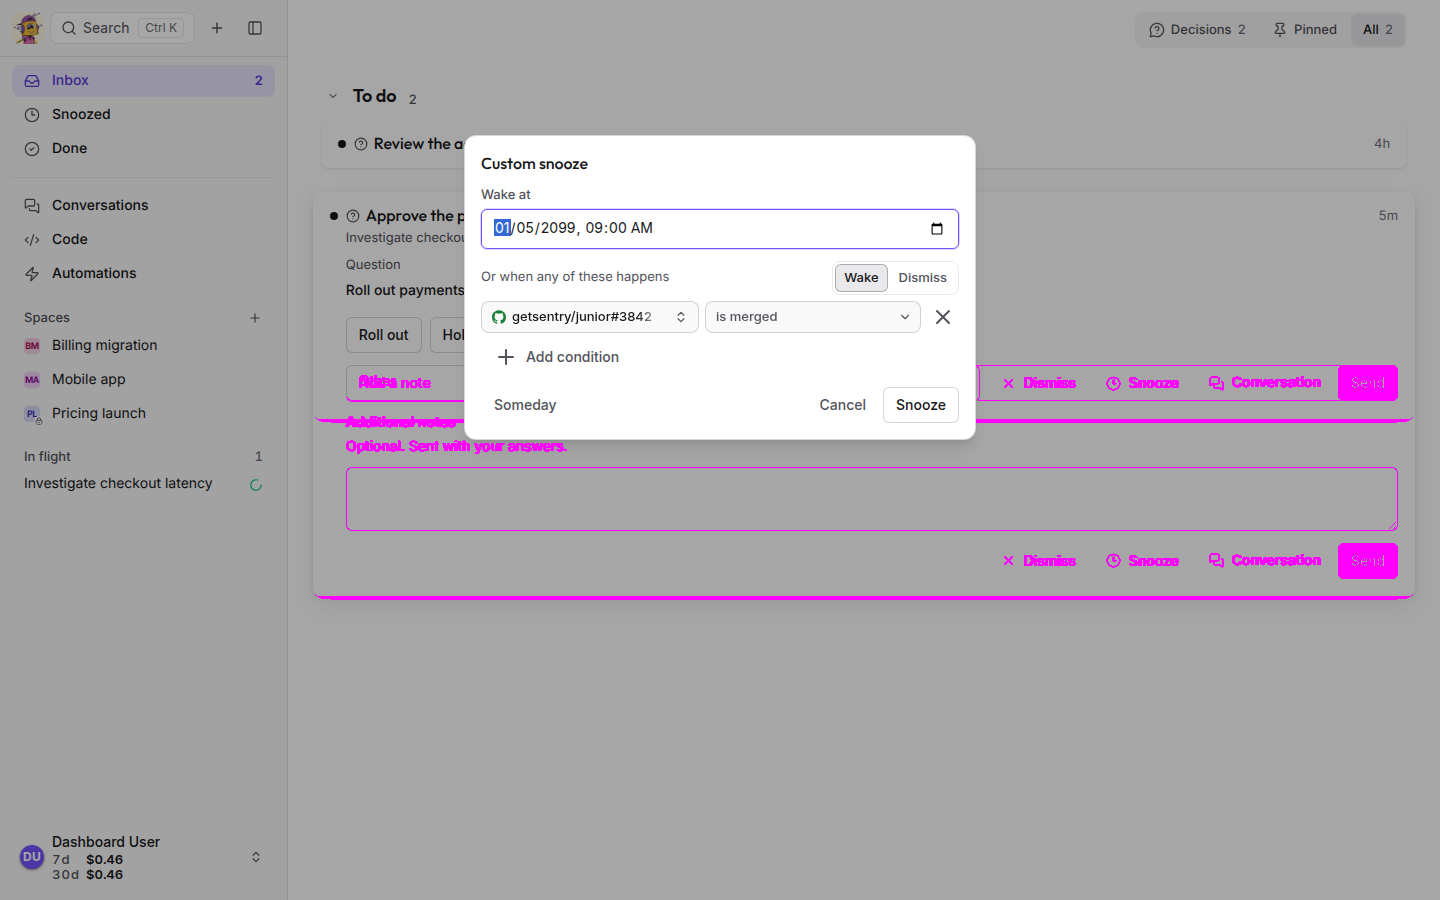 Search Ctrl K
Decisions 2 Pinned All 2
Inbox 2
Snoozed
Done
Conversations
Code
Automations
Spaces
BM Billing migration
MA Mobile app
PL Pricing launch
In flight 1
Investigate checkout latency
DU Dashboard User
7d $0.46
30d $0.46
To do 2
Review the a 4h
Approve the p 5m
Investigate checkou
Question
Roll out payments
Roll out Hol
Custom snooze
Wake at
01/05/2099, 09:00 AM
Or when any of these happens Wake Dismiss
getsentry/junior#3842 is merged
Add condition
Someday Cancel Snooze
note Dismiss Snooze Conversation Send
Additional notes
Optional. Sent with your answers.
Dismiss Snooze Conversation Send